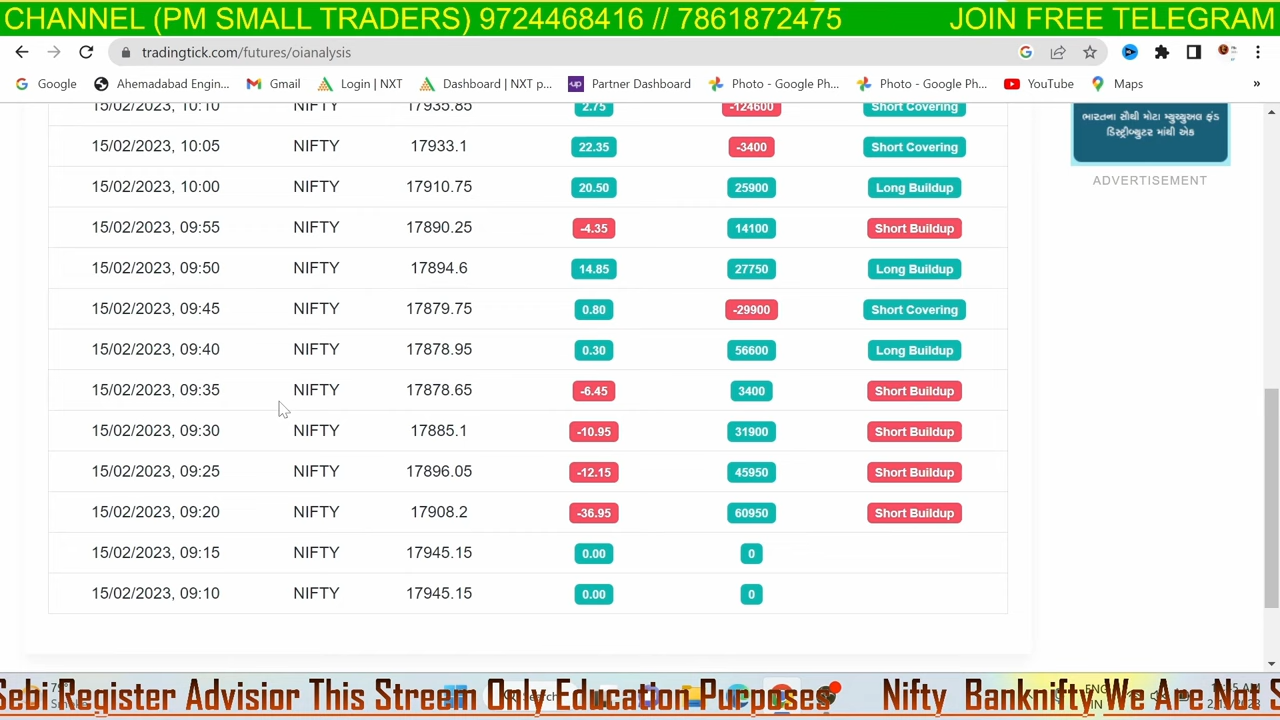 CHANNEL (PM SMALL TRADERS) 9724468416 // 7861872475 JOIN FREE TELEGRAM
tradingtick.com/futures/oianalysis
Google Ahemadabad Engin... Gmail Login | NXT Dashboard | NXT p... Partner Dashboard Photo - Google Ph... Photo - Google Ph... YouTube Maps »
15/02/2023, 10:10 NIFTY 17935.85 2.75 -124600 Short Covering
15/02/2023, 10:05 NIFTY 17933.1 22.35 -3400 Short Covering
15/02/2023, 10:00 NIFTY 17910.75 20.50 25900 Long Buildup
15/02/2023, 09:55 NIFTY 17890.25 -4.35 14100 Short Buildup
15/02/2023, 09:50 NIFTY 17894.6 14.85 27750 Long Buildup
15/02/2023, 09:45 NIFTY 17879.75 0.80 -29900 Short Covering
15/02/2023, 09:40 NIFTY 17878.95 0.30 56600 Long Buildup
15/02/2023, 09:35 NIFTY 17878.65 -6.45 3400 Short Buildup
15/02/2023, 09:30 NIFTY 17885.1 -10.95 31900 Short Buildup
15/02/2023, 09:25 NIFTY 17896.05 -12.15 45950 Short Buildup
15/02/2023, 09:20 NIFTY 17908.2 -36.95 60950 Short Buildup
15/02/2023, 09:15 NIFTY 17945.15 0.00 0
15/02/2023, 09:10 NIFTY 17945.15 0.00 0
ભારતના સૌથી મોટા મ્યુચ્યુઅલ ફંડ
ડિસ્ટ્રીબ્યુટર માંથી એક
ADVERTISEMENT
Sebi Register Advisior This Stream Only Education Purposes Nifty Banknifty We Are Not S